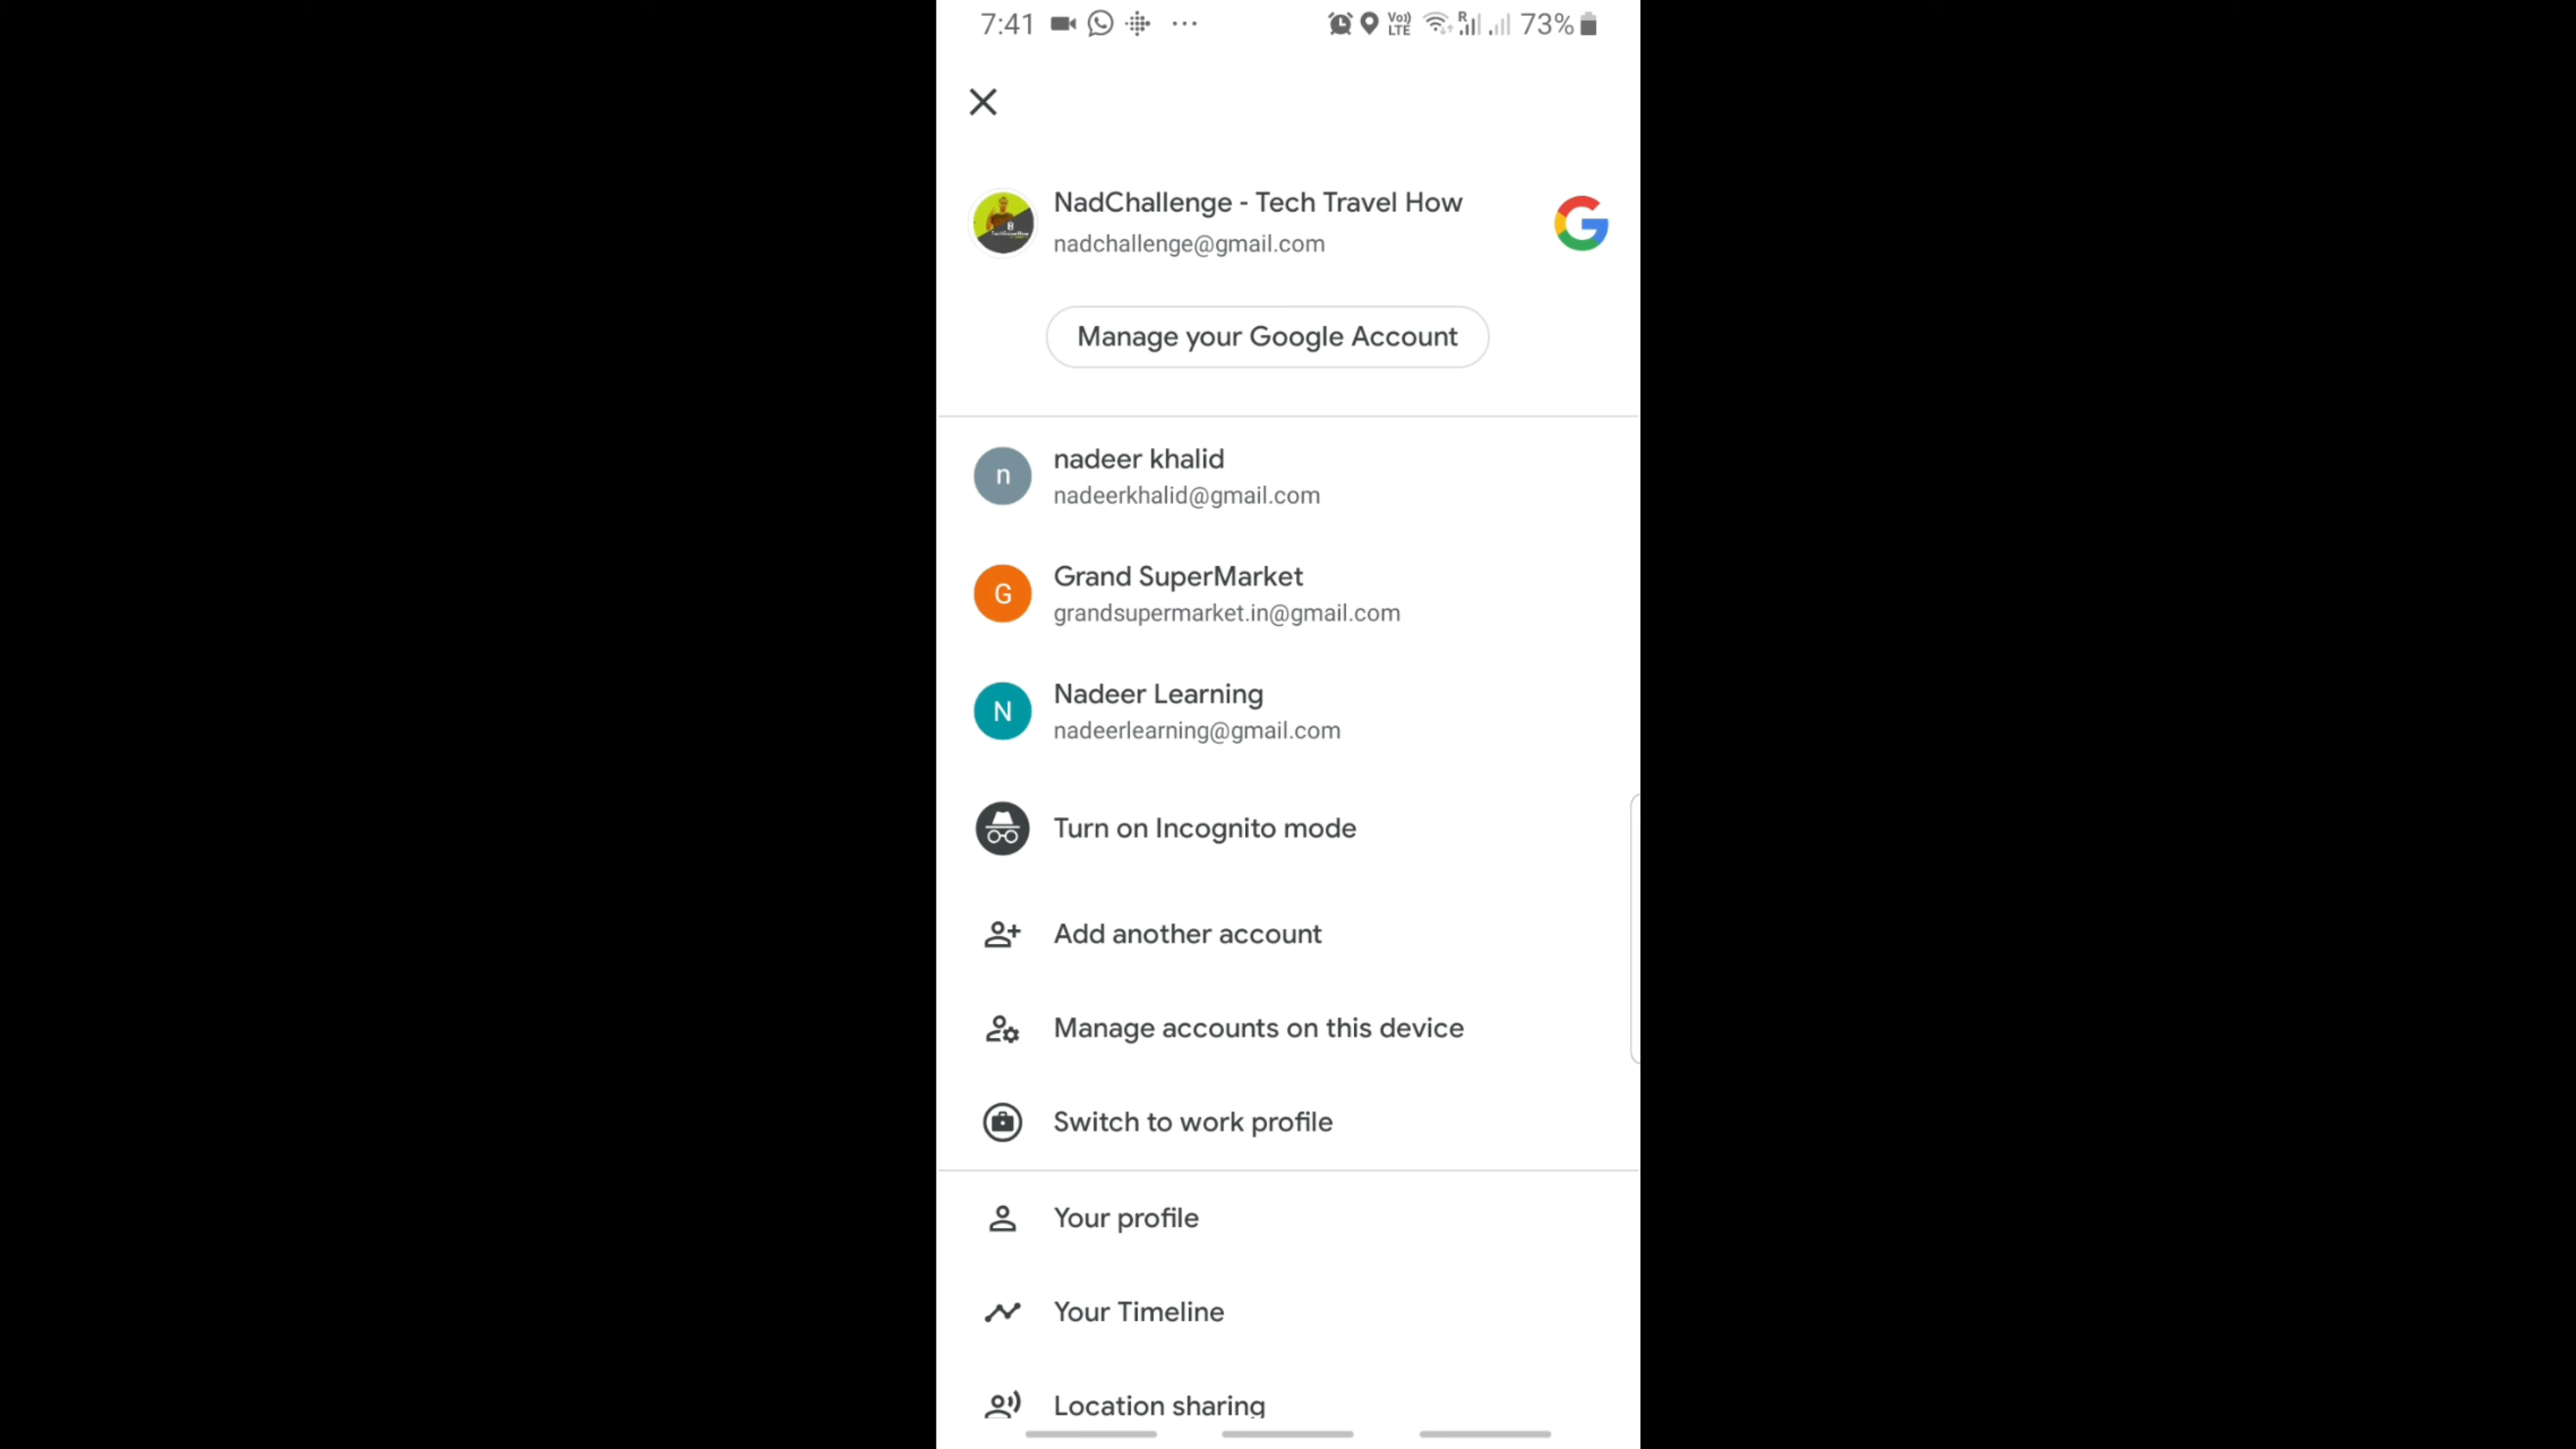 7:41 Vo)) LTE R 73%
NadChallenge - Tech Travel How
nadchallenge@gmail.com
Manage your Google Account
n
nadeer khalid
nadeerkhalid@gmail.com
G
Grand SuperMarket
grandsupermarket.in@gmail.com
N
Nadeer Learning
nadeerlearning@gmail.com
Turn on Incognito mode
Add another account
Manage accounts on this device
Switch to work profile
Your profile
Your Timeline
Location sharing